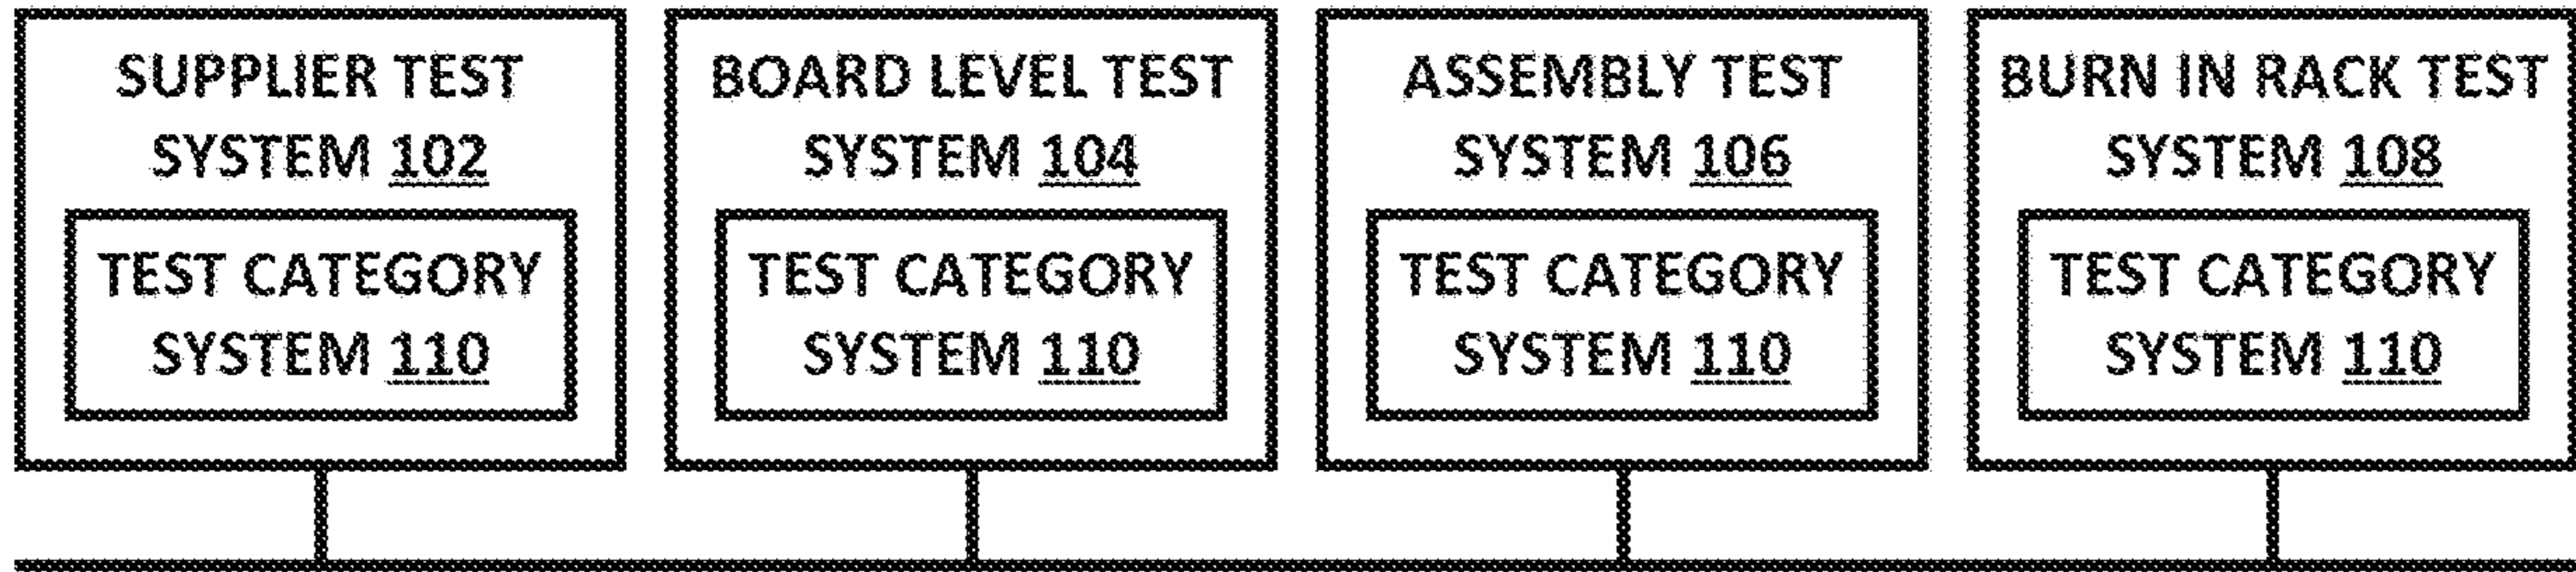 SUPPLIER TEST
SYSTEM 102
TEST CATEGORY
SYSTEM 110
BOARD LEVEL TEST
SYSTEM 104
TEST CATEGORY
SYSTEM 110
ASSEMBLY TEST
SYSTEM 106
TEST CATEGORY
SYSTEM 110
BURN IN RACK TEST
SYSTEM 108
TEST CATEGORY
SYSTEM 110